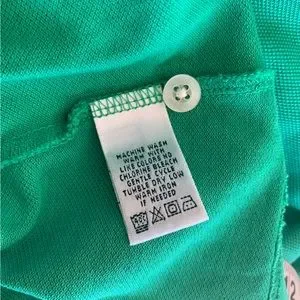 MACHINE WASH
WARM WITH
LIKE COLORS NO
CHLORINE BLEACH
GENTLE CYCLE
TUMBLE DRY LOW
WARM IRON
IF NEEDED